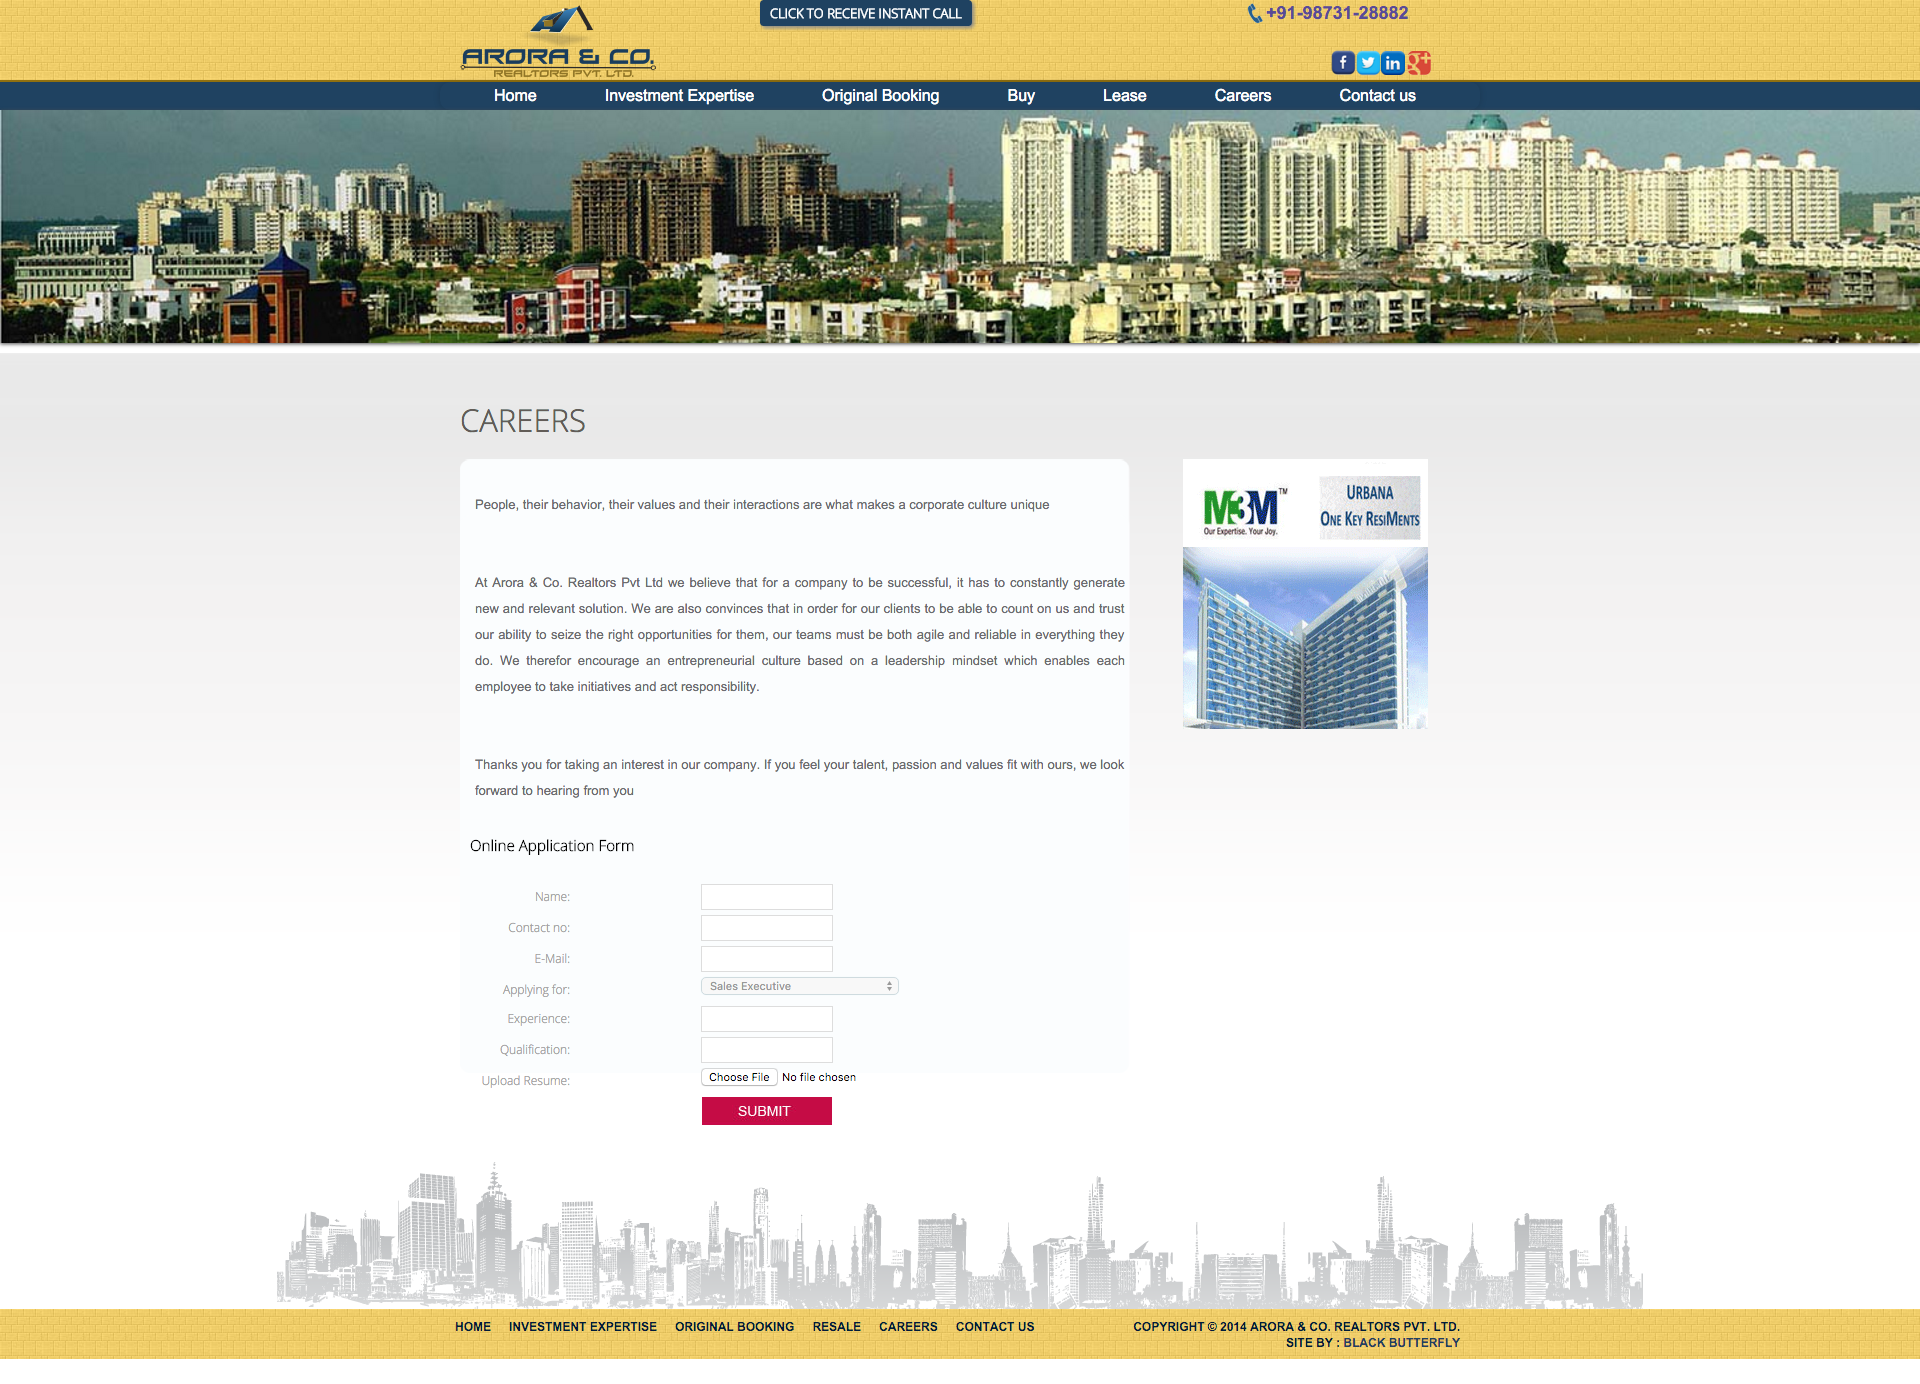 CLICK TO RECEIVE INSTANT CALL
+91-98731-28882
ARORA & CO.
REALTORS PVT. LTD.
Home Investment Expertise Original Booking Buy Lease Careers Contact us
CAREERS
People, their behavior, their values and their interactions are what makes a corporate culture unique
At Arora & Co. Realtors Pvt Ltd we believe that for a company to be successful, it has to constantly generate
new and relevant solution. We are also convinces that in order for our clients to be able to count on us and trust
our ability to seize the right opportunities for them, our teams must be both agile and reliable in everything they
do. We therefor encourage an entrepreneurial culture based on a leadership mindset which enables each
employee to take initiatives and act responsibility.
Thanks you for taking an interest in our company. If you feel your talent, passion and values fit with ours, we look
forward to hearing from you
M3M™
Our Expertise. Your Joy.
URBANA
ONE KEY RESIMENTS
Online Application Form
Name:
Contact no:
E-Mail:
Applying for: Sales Executive
Experience:
Qualification:
Upload Resume: Choose File No file chosen
SUBMIT
HOME INVESTMENT EXPERTISE ORIGINAL BOOKING RESALE CAREERS CONTACT US
COPYRIGHT © 2014 ARORA & CO. REALTORS PVT. LTD.
SITE BY : BLACK BUTTERFLY